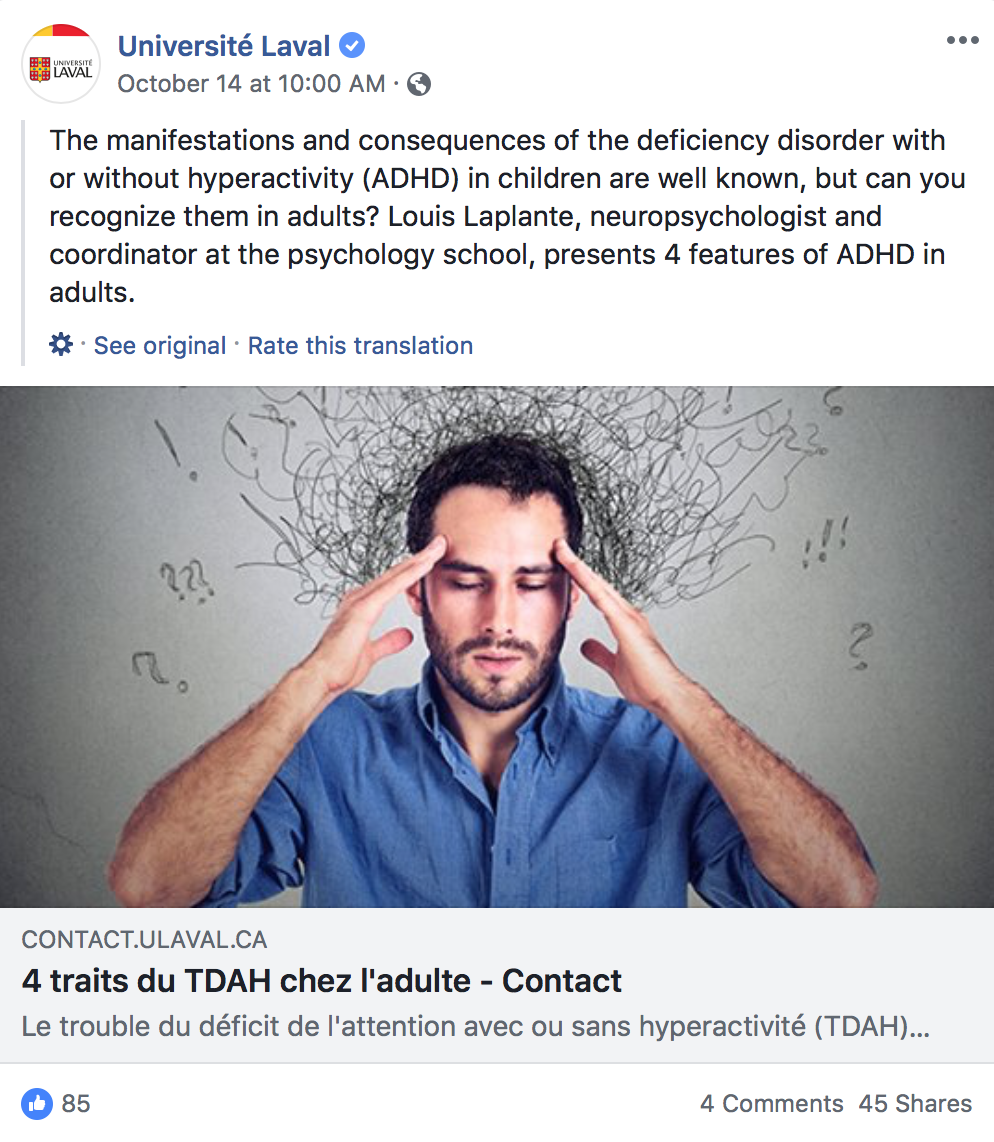 Université Laval
UNIVERSITÉ
LAVAL
October 14 at 10:00 AM ·
The manifestations and consequences of the deficiency disorder with
or without hyperactivity (ADHD) in children are well known, but can you
recognize them in adults? Louis Laplante, neuropsychologist and
coordinator at the psychology school, presents 4 features of ADHD in
adults.
· See original · Rate this translation
!
???
?
!!!
?
CONTACT.ULAVAL.CA
4 traits du TDAH chez l'adulte - Contact
Le trouble du déficit de l'attention avec ou sans hyperactivité (TDAH)...
85
4 Comments 45 Shares